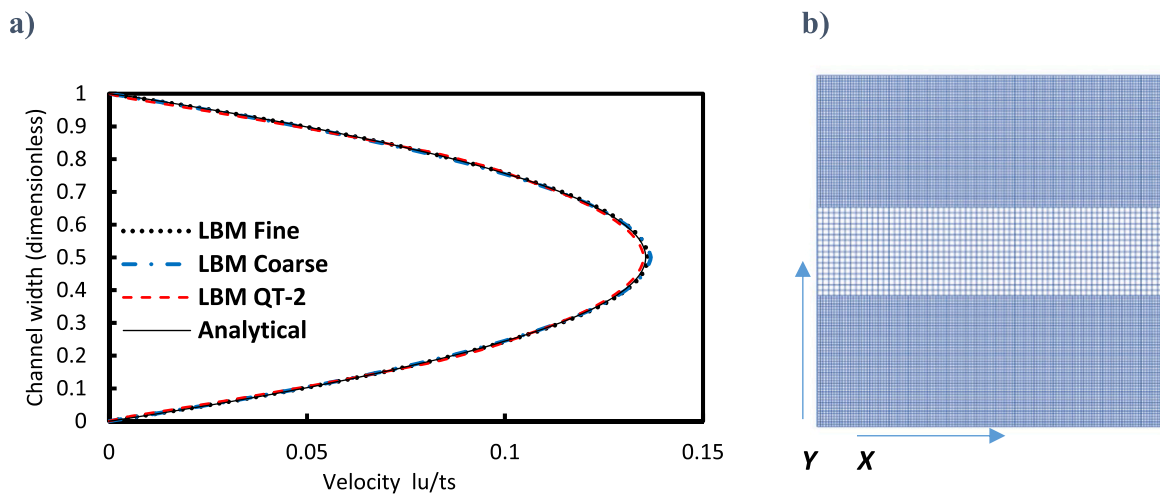 a)
b)
Channel width (dimensionless)
1
0.9
0.8
0.7
0.6
0.5
0.4
0.3
0.2
0.1
0
LBM Fine
LBM Coarse
LBM QT-2
Analytical
0
0.05
0.1
0.15
Velocity lu/ts
Y
X